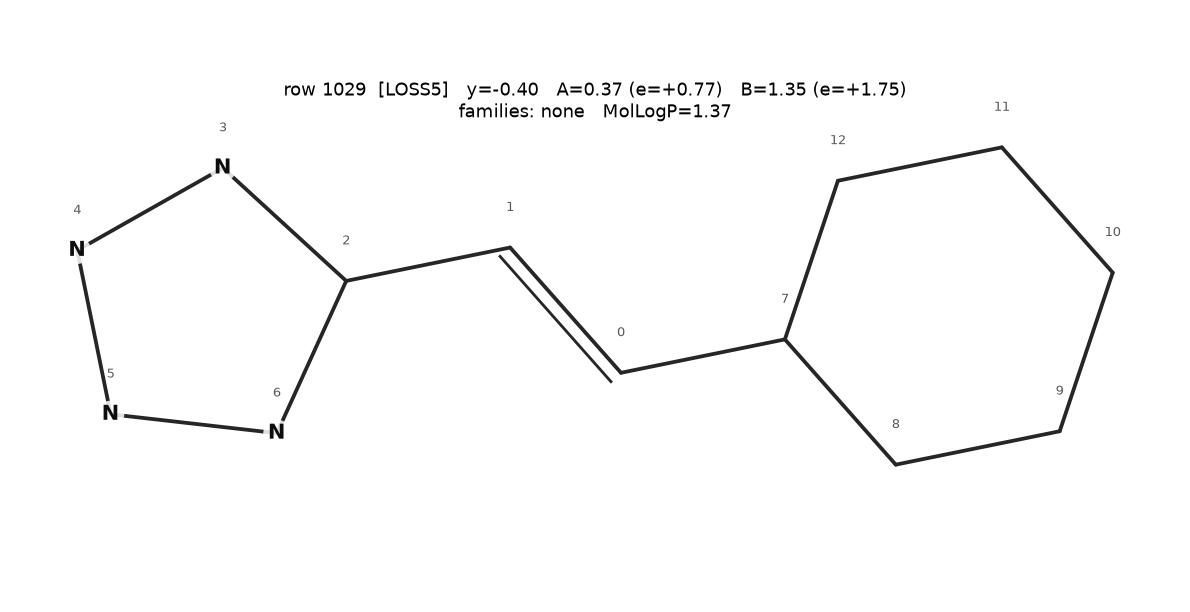 row 1029  [LOSS5]   y=-0.40   A=0.37 (e=+0.77)   B=1.35 (e=+1.75)
families: none   MolLogP=1.37
11
12
3
1
4
N
2
10
N
7
0
5
9
6
8
N
N